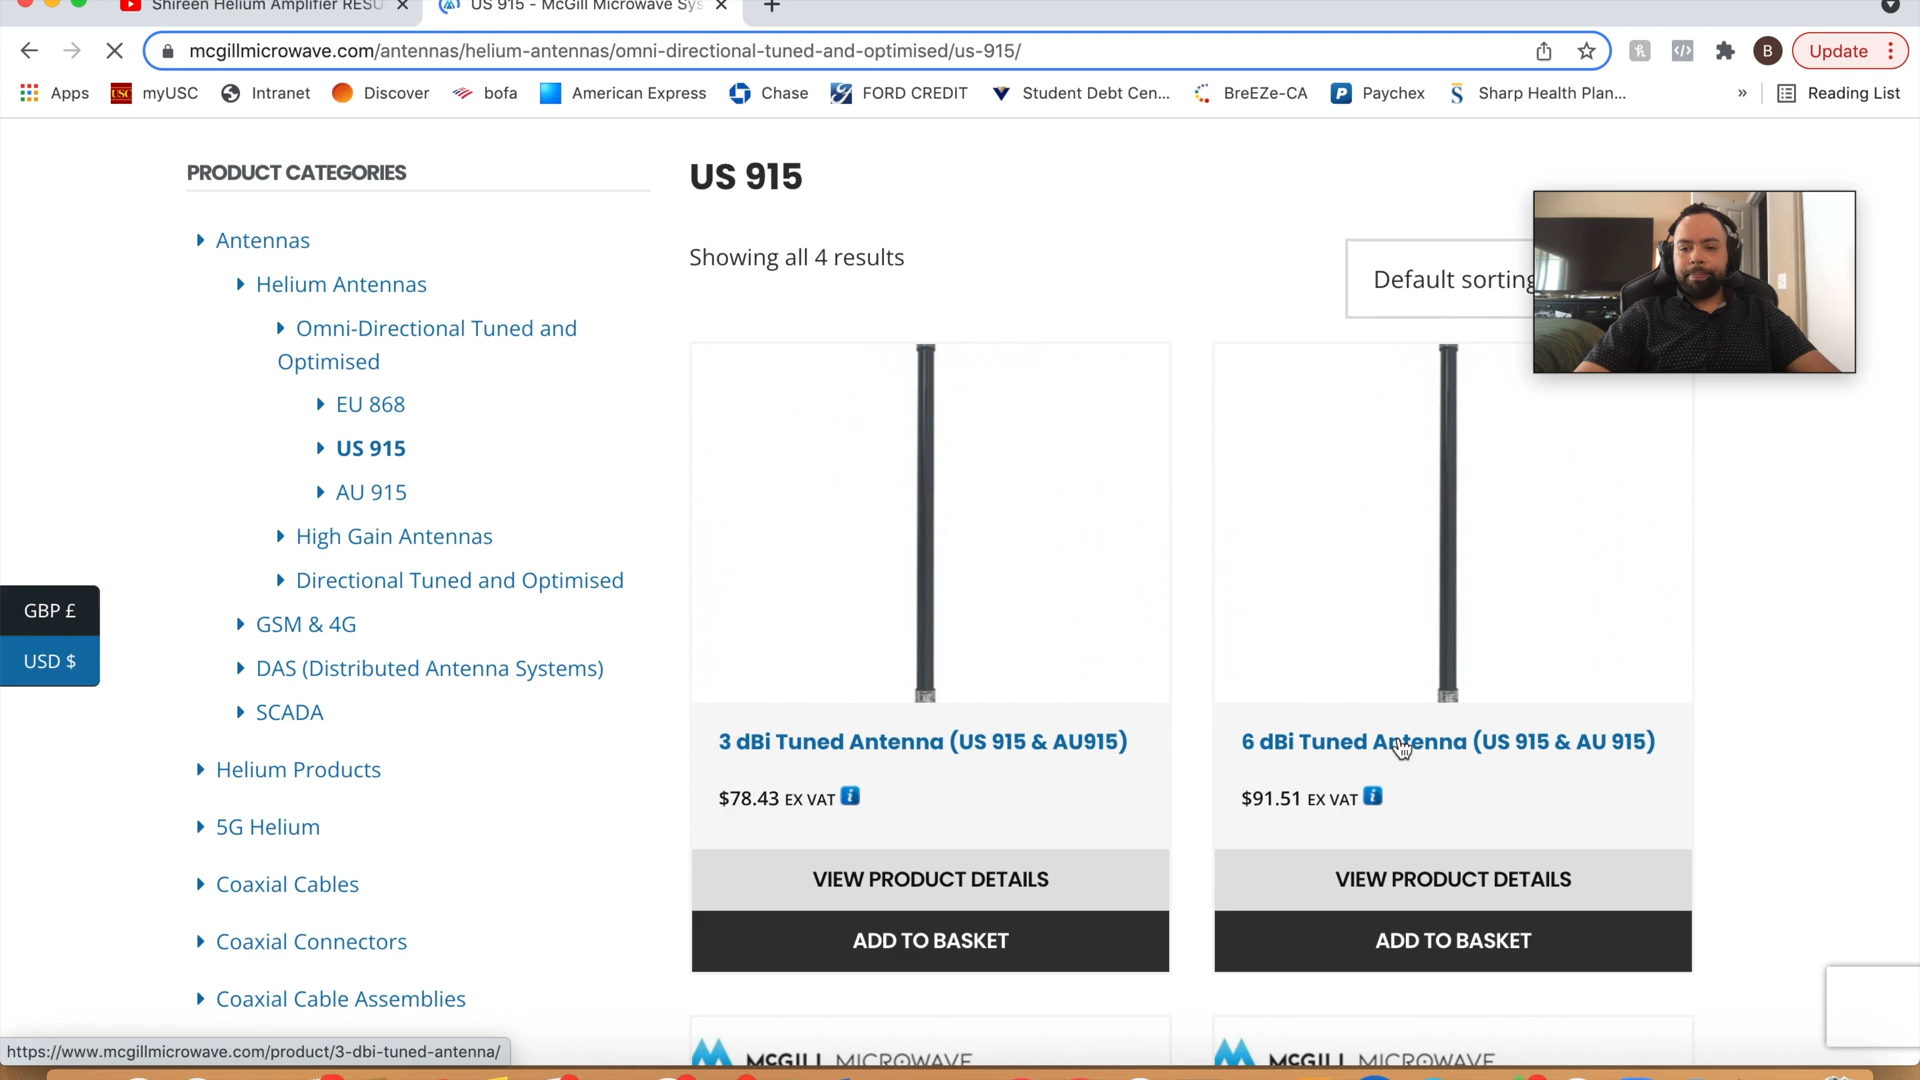 Shireen Helium Amplifier RESU
US 915 - McGill Microwave Sys
mcgillmicrowave.com/antennas/helium-antennas/omni-directional-tuned-and-optimised/us-915/
B
Update
Apps
USC
myUSC
Intranet
Discover
bofa
American Express
Chase
FORD CREDIT
Student Debt Cen...
BreEZe-CA
Paychex
Sharp Health Plan...
»
Reading List
PRODUCT CATEGORIES
Antennas
Helium Antennas
Omni-Directional Tuned and
Optimised
EU 868
US 915
AU 915
High Gain Antennas
Directional Tuned and Optimised
GSM & 4G
DAS (Distributed Antenna Systems)
SCADA
Helium Products
5G Helium
Coaxial Cables
Coaxial Connectors
Coaxial Cable Assemblies
GBP £
USD $
US 915
Showing all 4 results
Default sorting
3 dBi Tuned Antenna (US 915 & AU915)
$78.43 EX VAT
VIEW PRODUCT DETAILS
ADD TO BASKET
6 dBi Tuned Antenna (US 915 & AU 915)
$91.51 EX VAT
VIEW PRODUCT DETAILS
ADD TO BASKET
MCGILL MICROWAVE
MCGILL MICROWAVE
https://www.mcgillmicrowave.com/product/3-dbi-tuned-antenna/